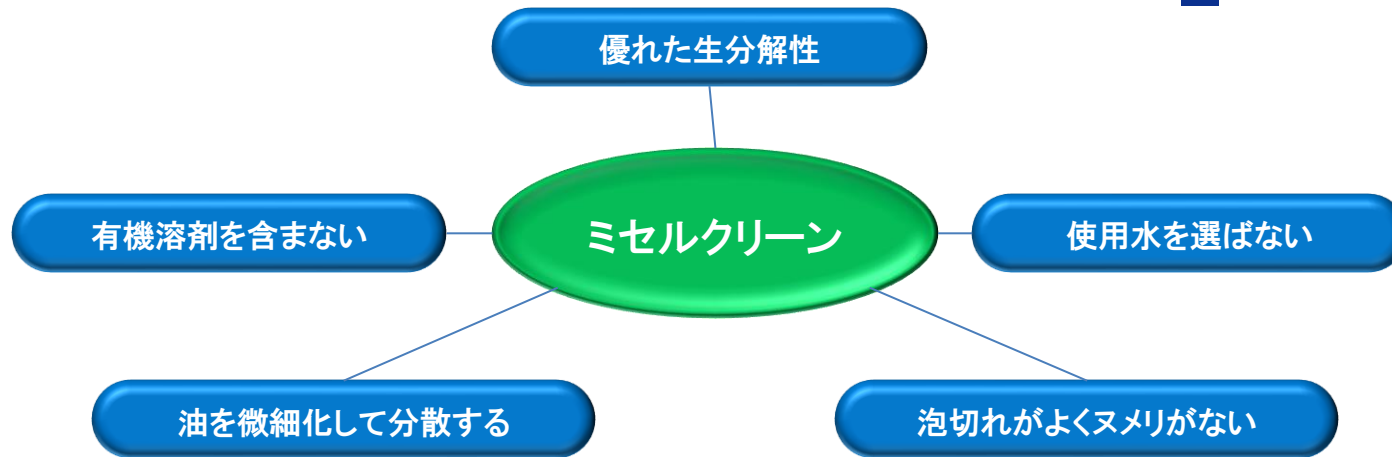 優れた生分解性
有機溶剤を含まない
ミセルクリーン
使用水を選ばない
油を微細化して分散する
泡切れがよくヌメリがない